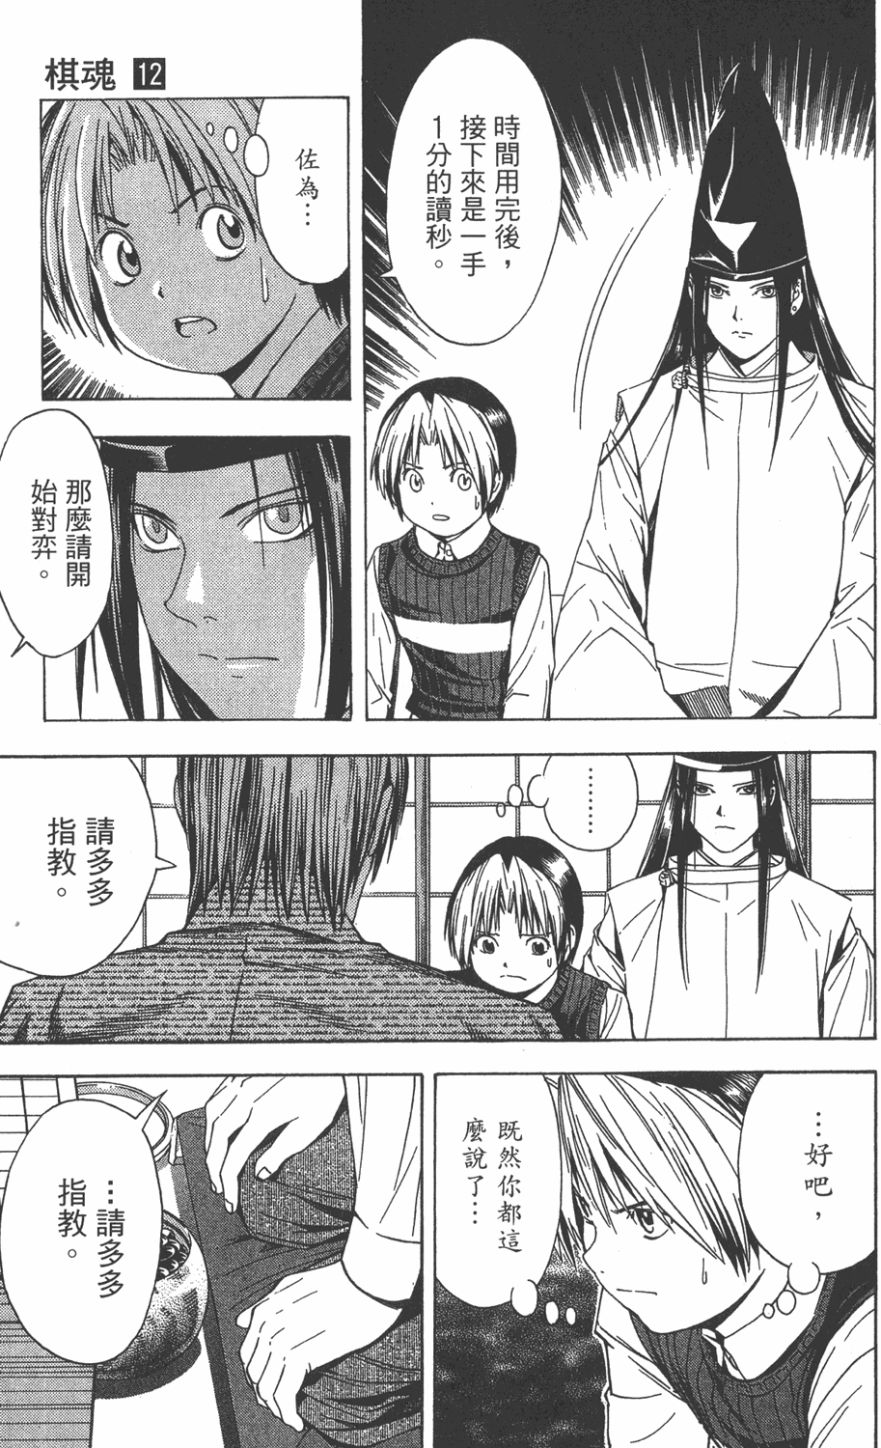 棋魂 12
時間用完後，
接下來是一手
1分的讀秒。
佐為…
那麼請開
始對弈。
………
請多多
指教。
…好吧，
既然你都這
麼說了…
…請多多
指教。